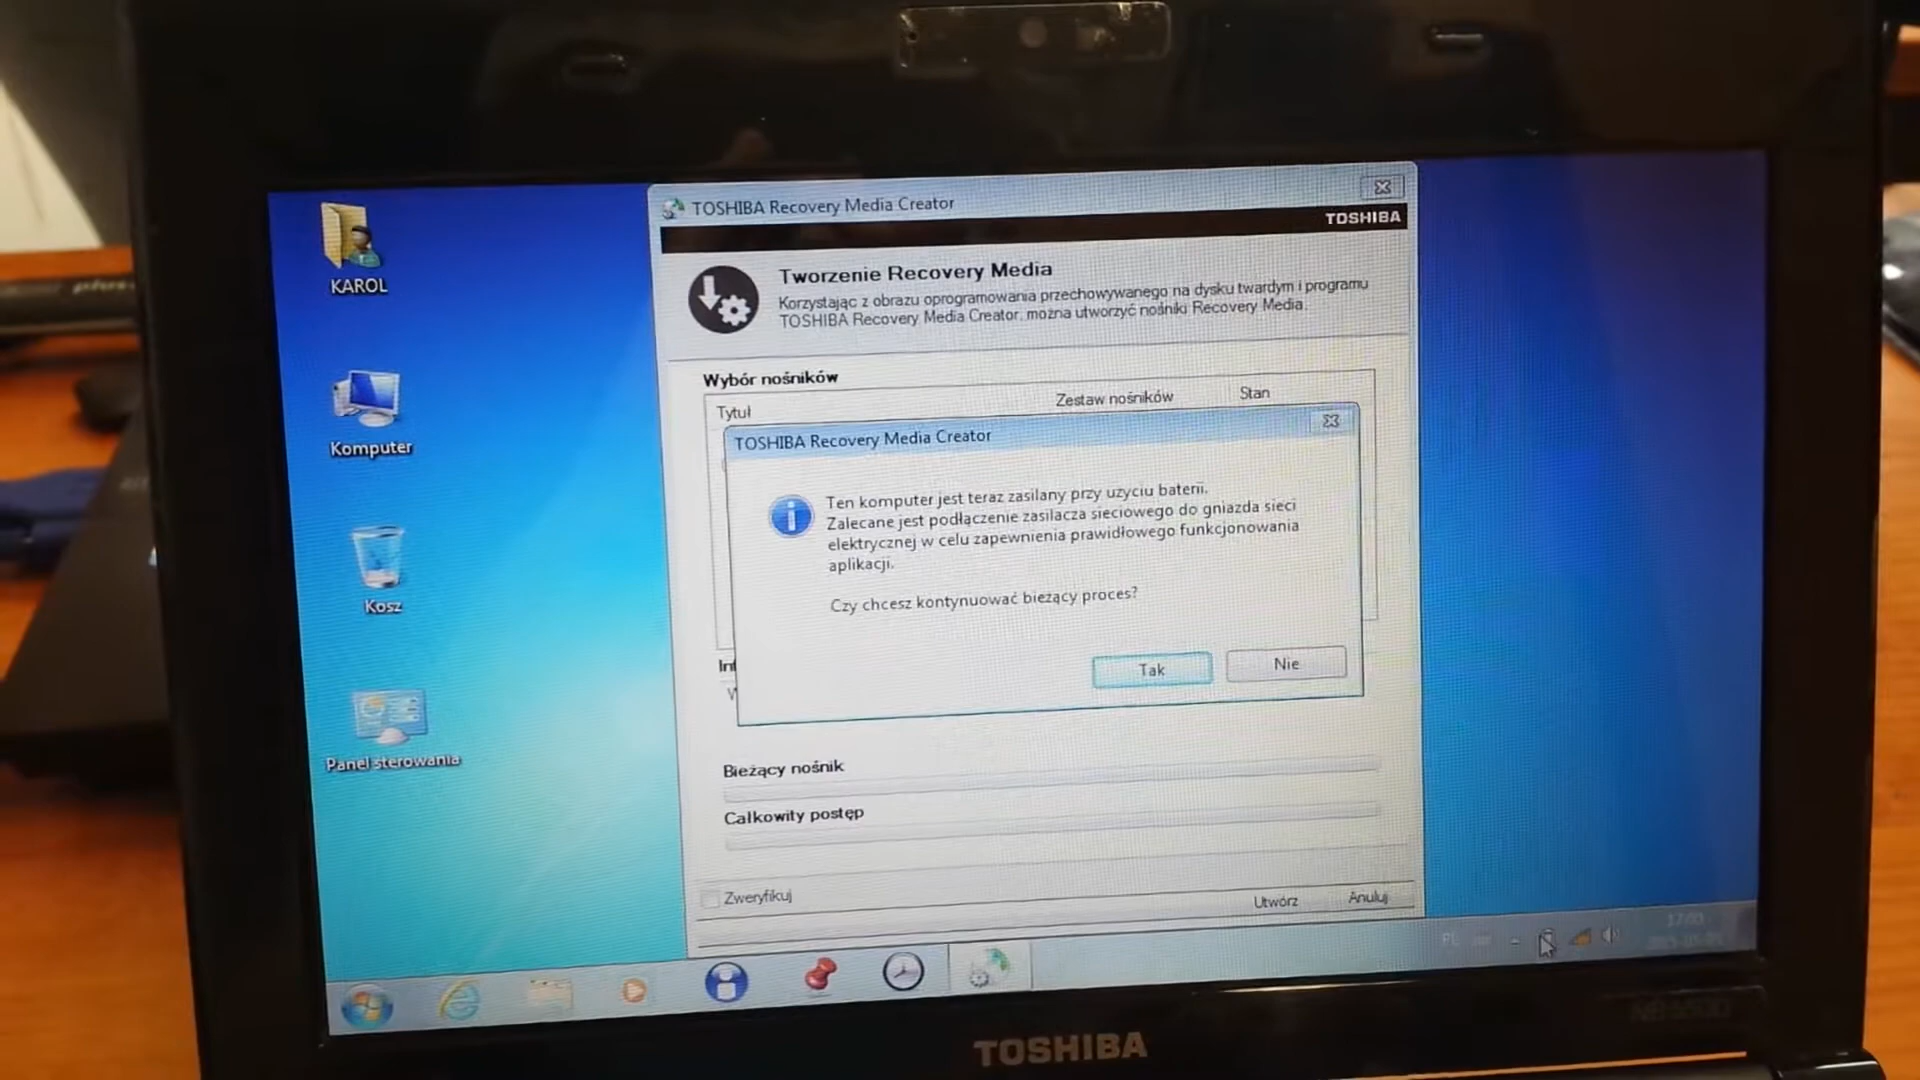 TOSHIBA Recovery Media Creator
TOSHIBA
Tworzenie Recovery Media
Korzystając z obrazu oprogramowania przechowywanego na dysku twardym i programu
TOSHIBA Recovery Media Creator, można utworzyć nośniki Recovery Media.
Wybór nośników
Tytuł Zestaw nośników Stan
TOSHIBA Recovery Media Creator
Ten komputer jest teraz zasilany przy użyciu baterii.
Zalecane jest podłączenie zasilacza sieciowego do gniazda sieci
elektrycznej w celu zapewnienia prawidłowego funkcjonowania
aplikacji.
Czy chcesz kontynuować bieżący proces?
Tak Nie
Bieżący nośnik
Całkowity postęp
Zweryfikuj
Utwórz Anuluj
KAROL
Komputer
Kosz
Panel sterowania
PL
TOSHIBA